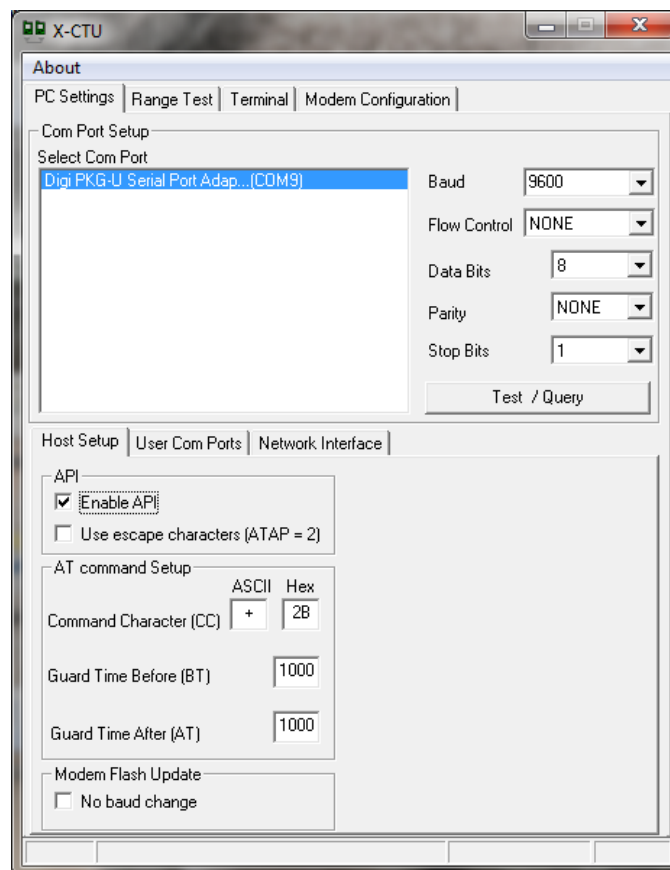 X-CTU
About
PC Settings Range Test Terminal Modem Configuration
Com Port Setup
Select Com Port
Digi PKG-U Serial Port Adap...(COM9)
Baud 9600
Flow Control NONE
Data Bits 8
Parity NONE
Stop Bits 1
Test / Query
Host Setup User Com Ports Network Interface
API
Enable API
Use escape characters (ATAP = 2)
AT command Setup
ASCII Hex
Command Character (CC) + 2B
Guard Time Before (BT) 1000
Guard Time After (AT) 1000
Modem Flash Update
No baud change